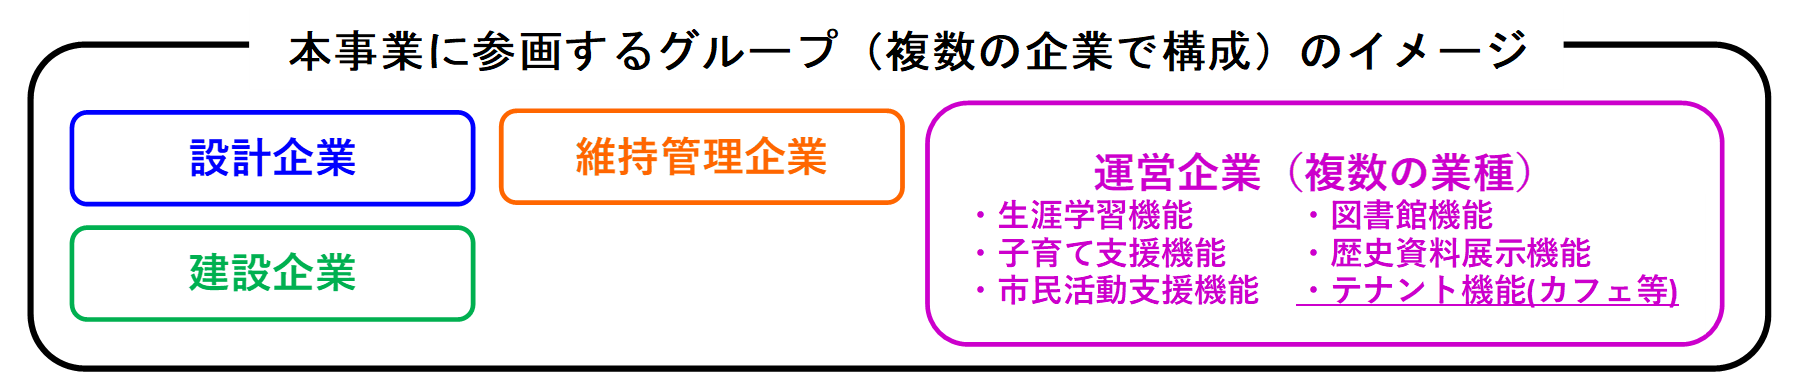 本事業に参画するグループ（複数の企業で構成）のイメージ
設計企業
維持管理企業
建設企業
運営企業（複数の業種）
・生涯学習機能
・図書館機能
・子育て支援機能
・歴史資料展示機能
・市民活動支援機能
・テナント機能(カフェ等)